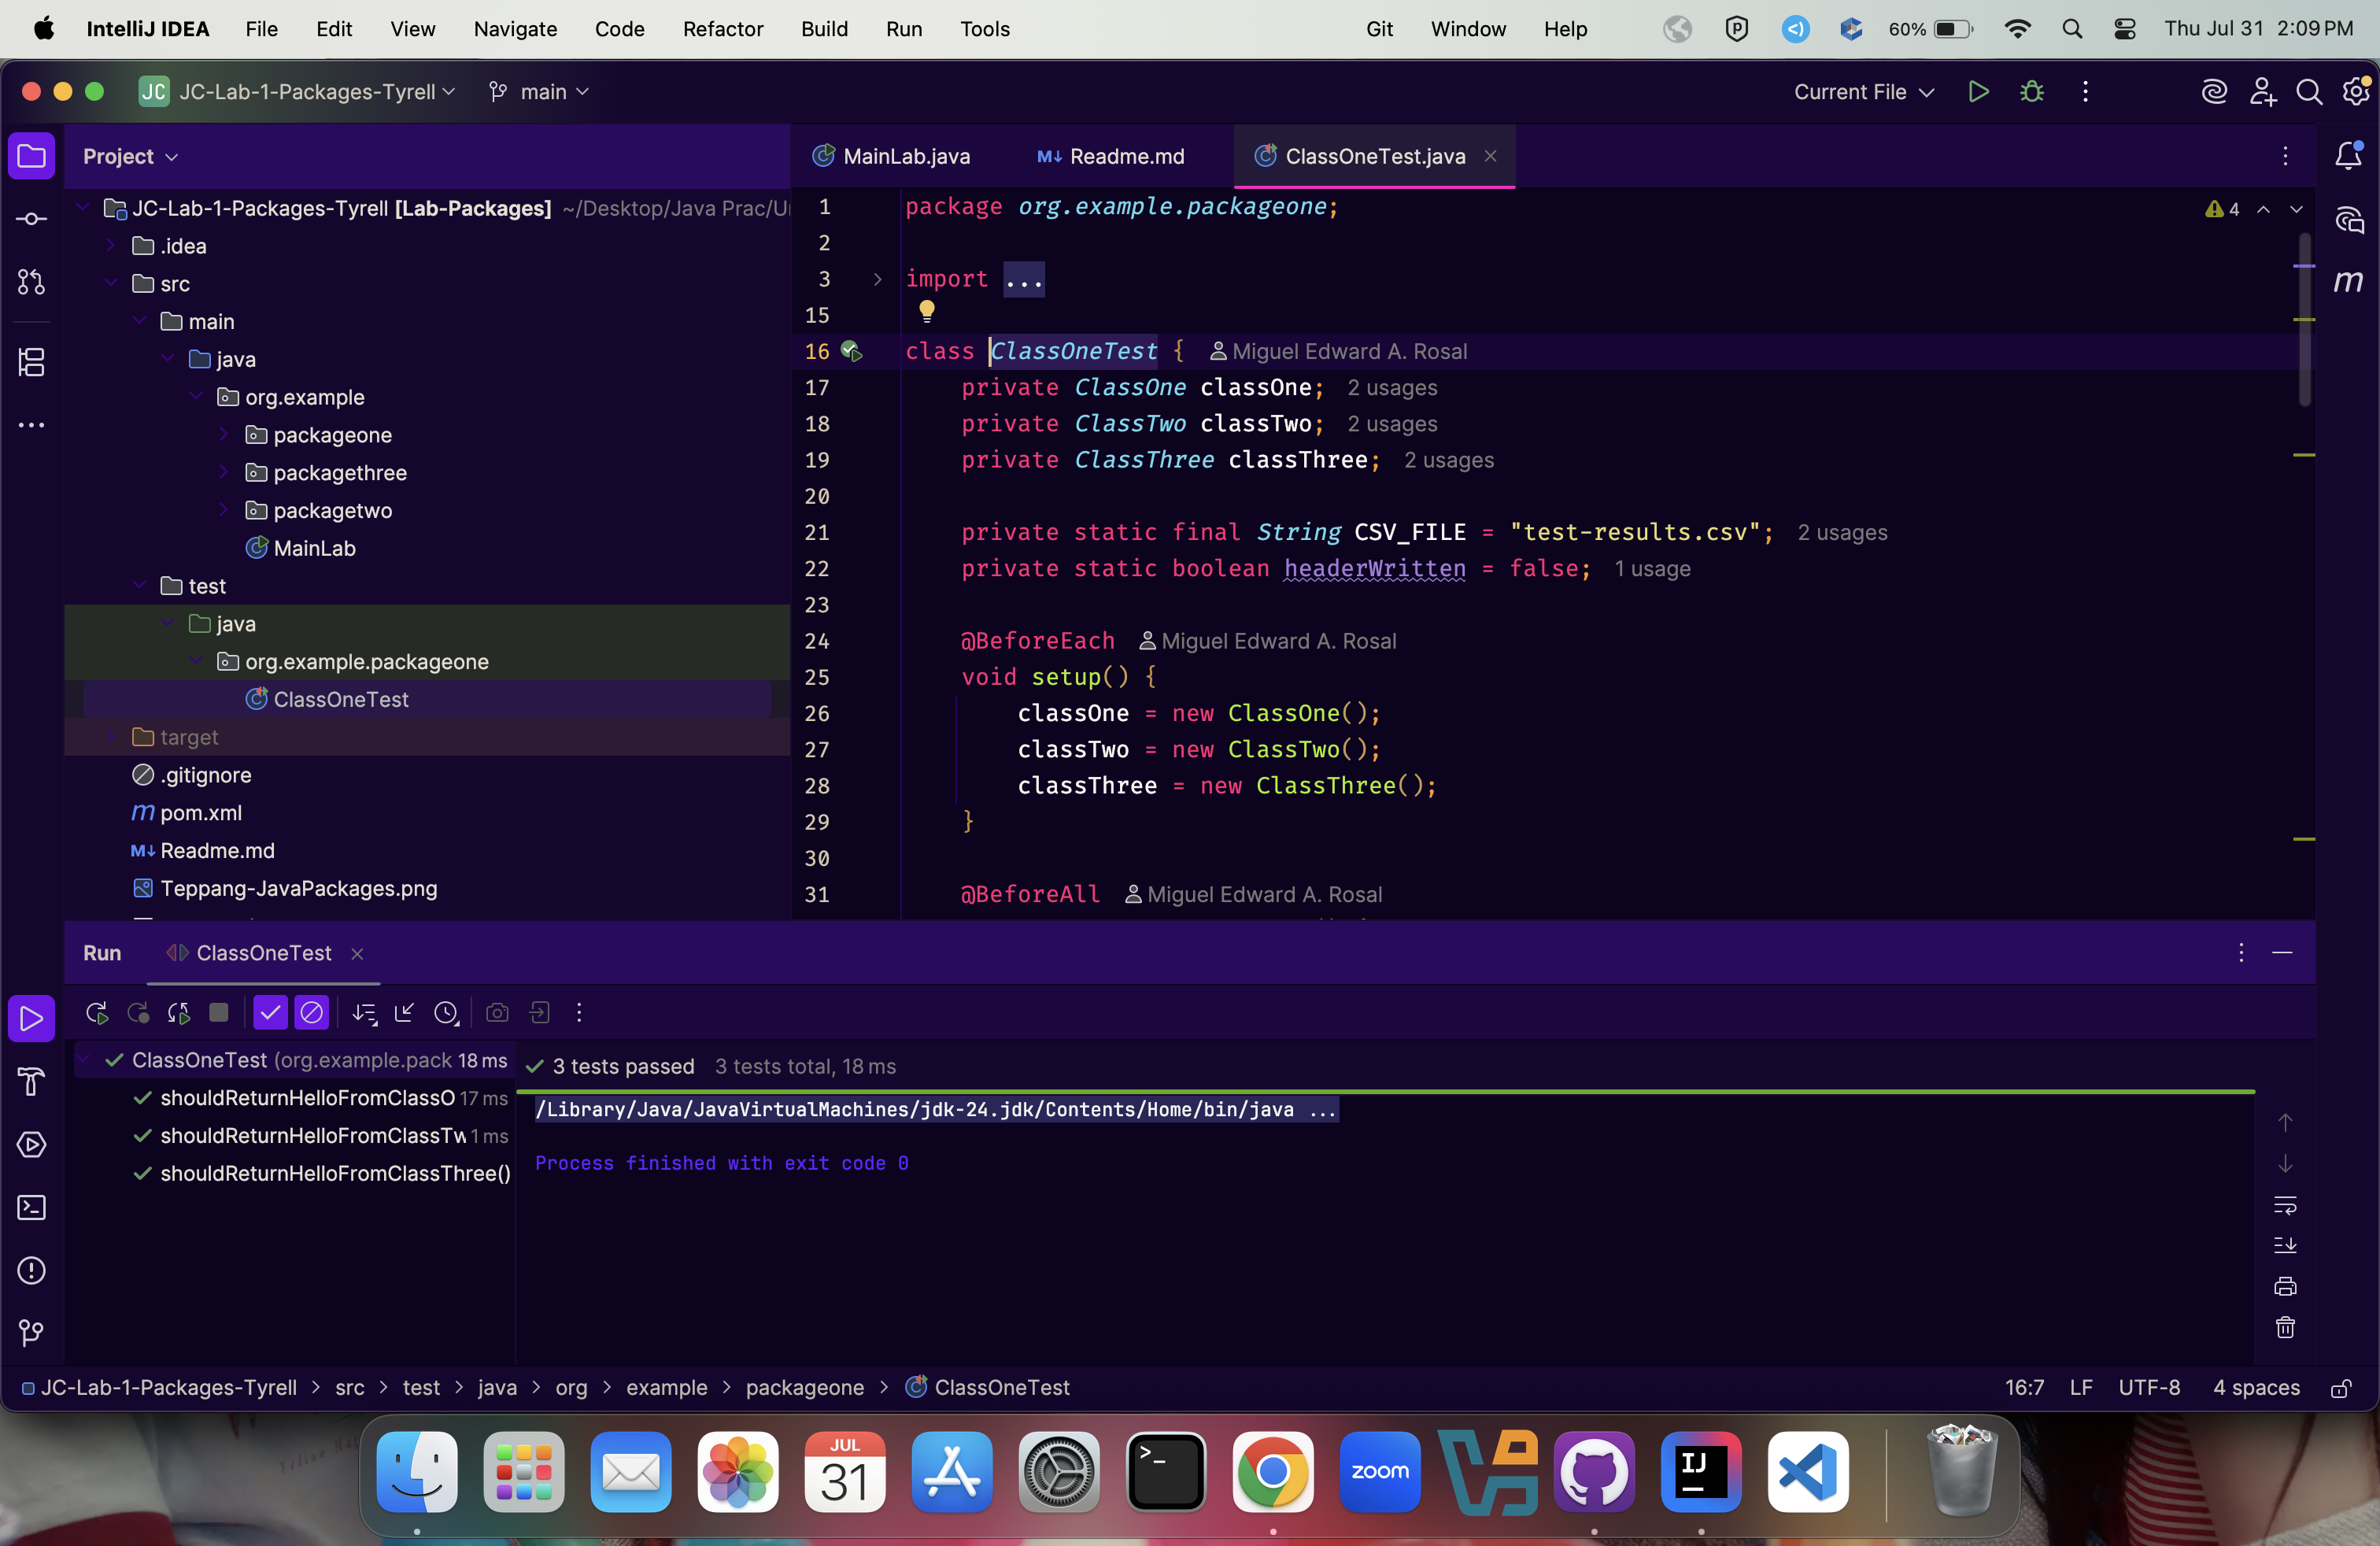 IntelliJ IDEA File Edit View Navigate Code Refactor Build Run Tools Git Window Help 60% Thu Jul 31 2:09 PM
JC JC-Lab-1-Packages-Tyrell main Current File
Project
MainLab.java Readme.md ClassOneTest.java
JC-Lab-1-Packages-Tyrell [Lab-Packages] ~/Desktop/Java Prac/
.idea
src
main
java
org.example
packageone
packagethree
packagetwo
MainLab
test
java
org.example.packageone
ClassOneTest
target
.gitignore
pom.xml
Readme.md
Teppang-JavaPackages.png
4
1 package org.example.packageone;
2
3 import ...
15
16 class ClassOneTest { Miguel Edward A. Rosal
17 private ClassOne classOne; 2 usages
18 private ClassTwo classTwo; 2 usages
19 private ClassThree classThree; 2 usages
20
21 private static final String CSV_FILE = "test-results.csv"; 2 usages
22 private static boolean headerWritten = false; 1 usage
23
24 @BeforeEach Miguel Edward A. Rosal
25 void setup() {
26 classOne = new ClassOne();
27 classTwo = new ClassTwo();
28 classThree = new ClassThree();
29 }
30
31 @BeforeAll Miguel Edward A. Rosal
Run ClassOneTest
ClassOneTest (org.example.pack 18 ms
shouldReturnHelloFromClassO 17 ms
shouldReturnHelloFromClassTw 1 ms
shouldReturnHelloFromClassThree()
3 tests passed 3 tests total, 18 ms
/Library/Java/JavaVirtualMachines/jdk-24.jdk/Contents/Home/bin/java ...
Process finished with exit code 0
JC-Lab-1-Packages-Tyrell > src > test > java > org > example > packageone > ClassOneTest 16:7 LF UTF-8 4 spaces
JUL
31
zoom
IJ